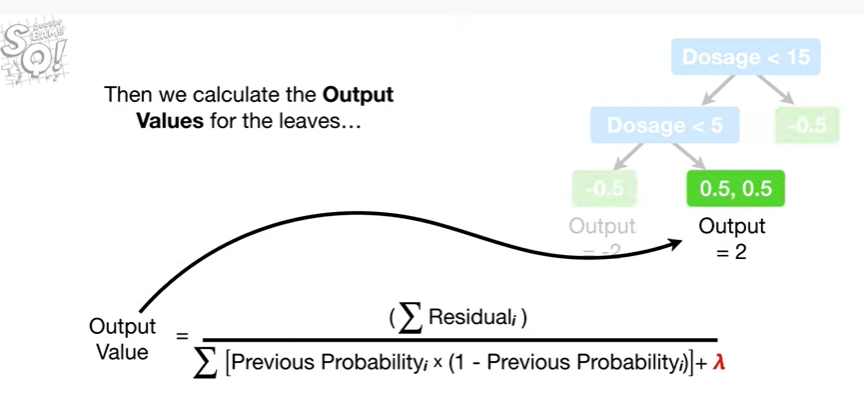 Dosage < 15
Then we calculate the Output
Values for the leaves…
Dosage < 5
-0.5
-0.5
0.5, 0.5
Output
= -2
Output
= 2
Output
Value
= (∑ Residualᵢ)
∑ [Previous Probabilityᵢ × (1 - Previous Probabilityᵢ)]+ λ